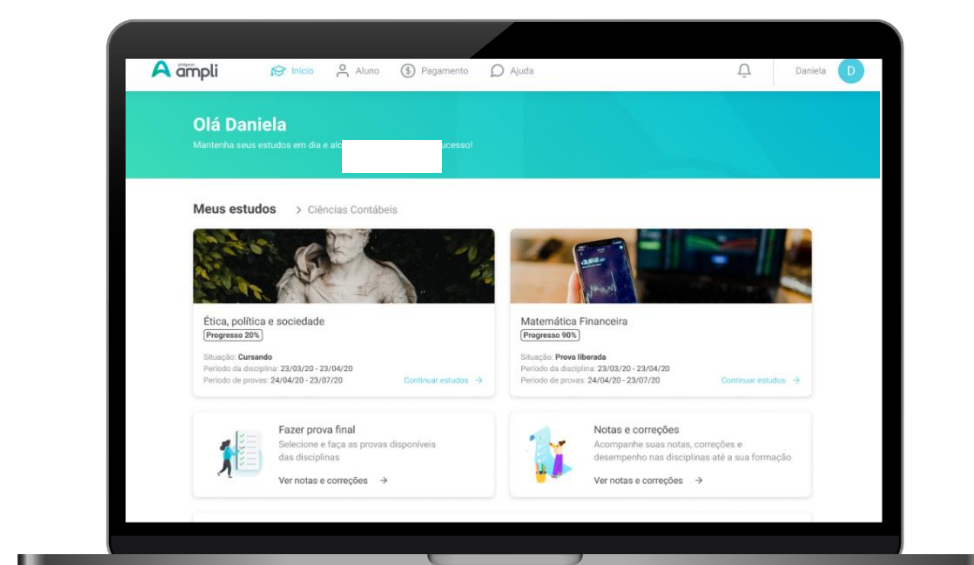 ampli
Inicio
Aluno
Pagamento
Ajuda
Daniela
D
Olá Daniela
Mantenha seus estudos em dia e
Meus estudos > Ciências Contábeis
Ética, política e sociedade
Progresso 20%
Situação: Cursando
Período da disciplina: 23/03/20 - 23/04/20
Período de provas: 24/04/20 - 23/07/20
Continuar estudos →
Matemática Financeira
Progresso 90%
Situação: Prova liberada
Período da disciplina: 23/03/20 - 23/04/20
Período de provas: 24/04/20 - 23/07/20
Continuar estudos →
Fazer prova final
Selecione e faça as provas disponíveis
das disciplinas
Ver notas e correções →
Notas e correções
Acompanhe suas notas, correções e
desempenho nas disciplinas até a sua formação
Ver notas e correções →